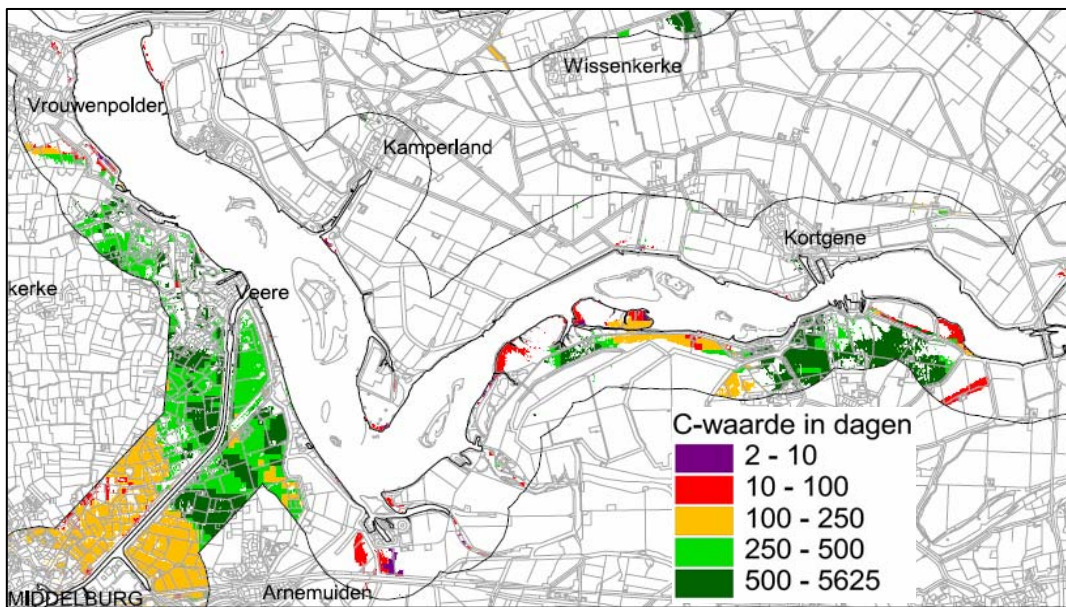 Wissenkerke
Vrouwenpolder
Kamperland
Kortgene
kerke
Veere
C-waarde in dagen
2 - 10
10 - 100
100 - 250
250 - 500
500 - 5625
Arnemuiden
MIDDELBURG